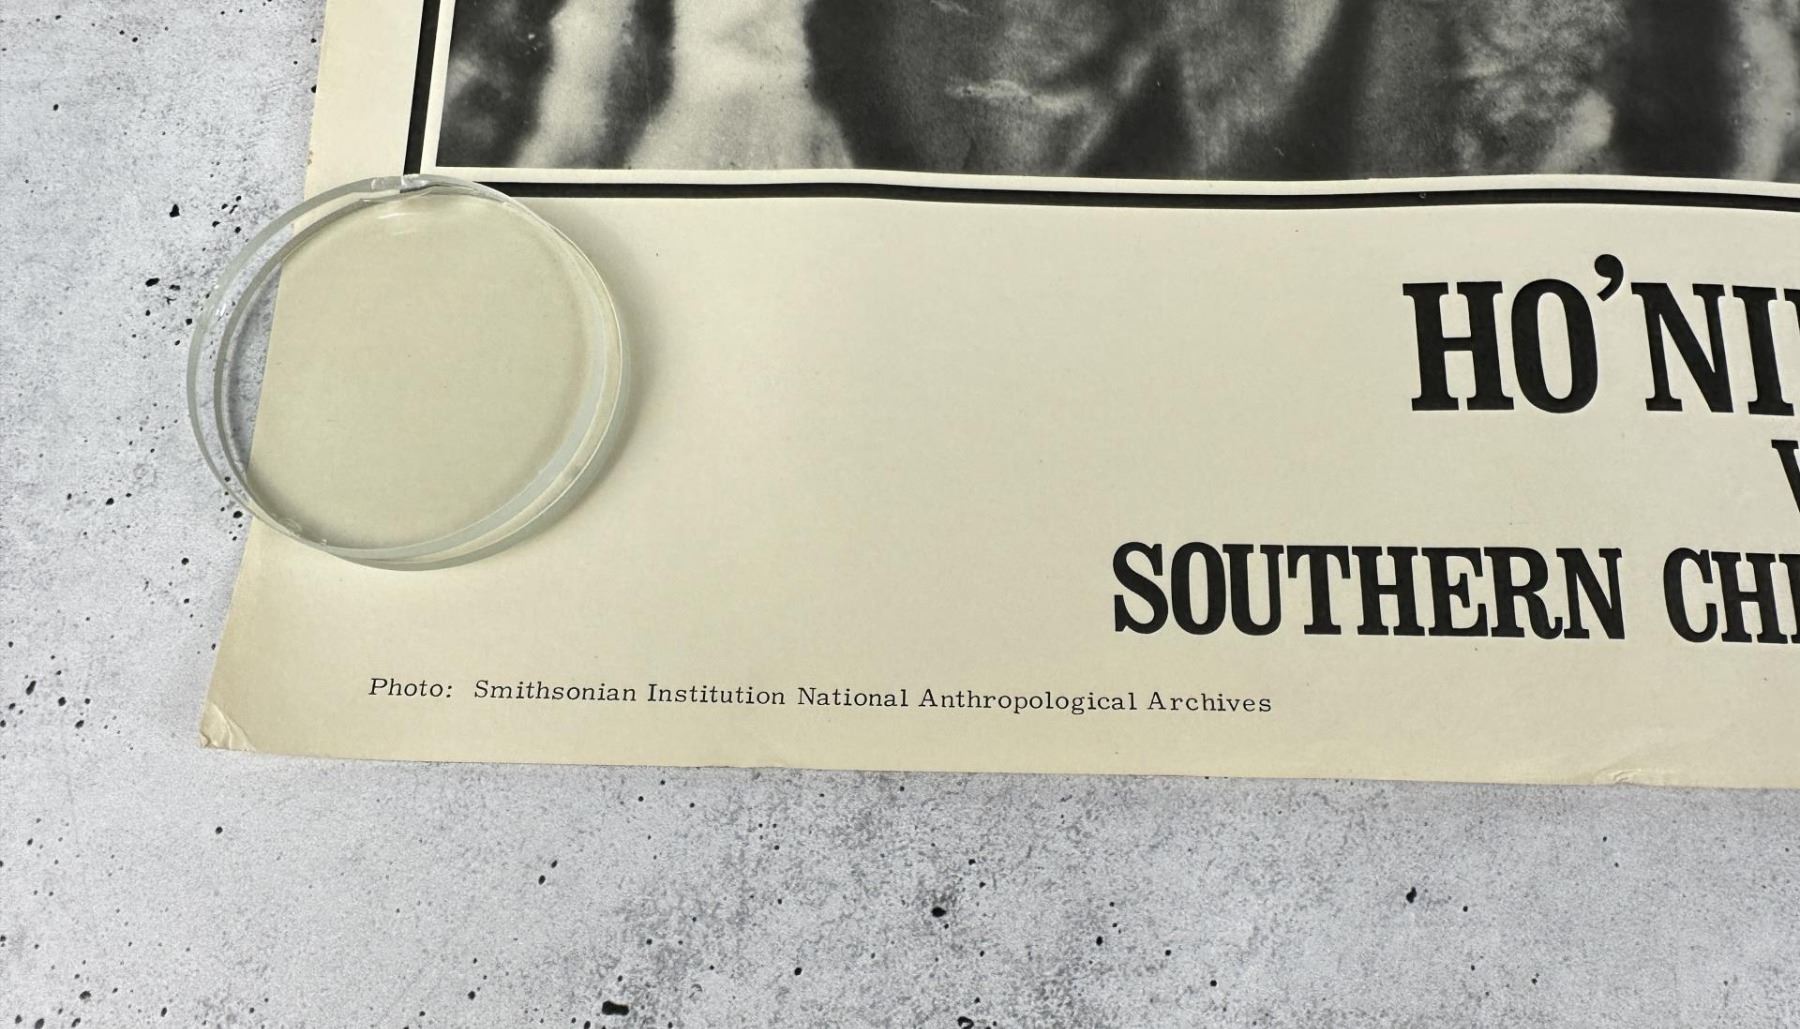 HO’NI
SOUTHERN CH
Photo: Smithsonian Institution National Anthropological Archives